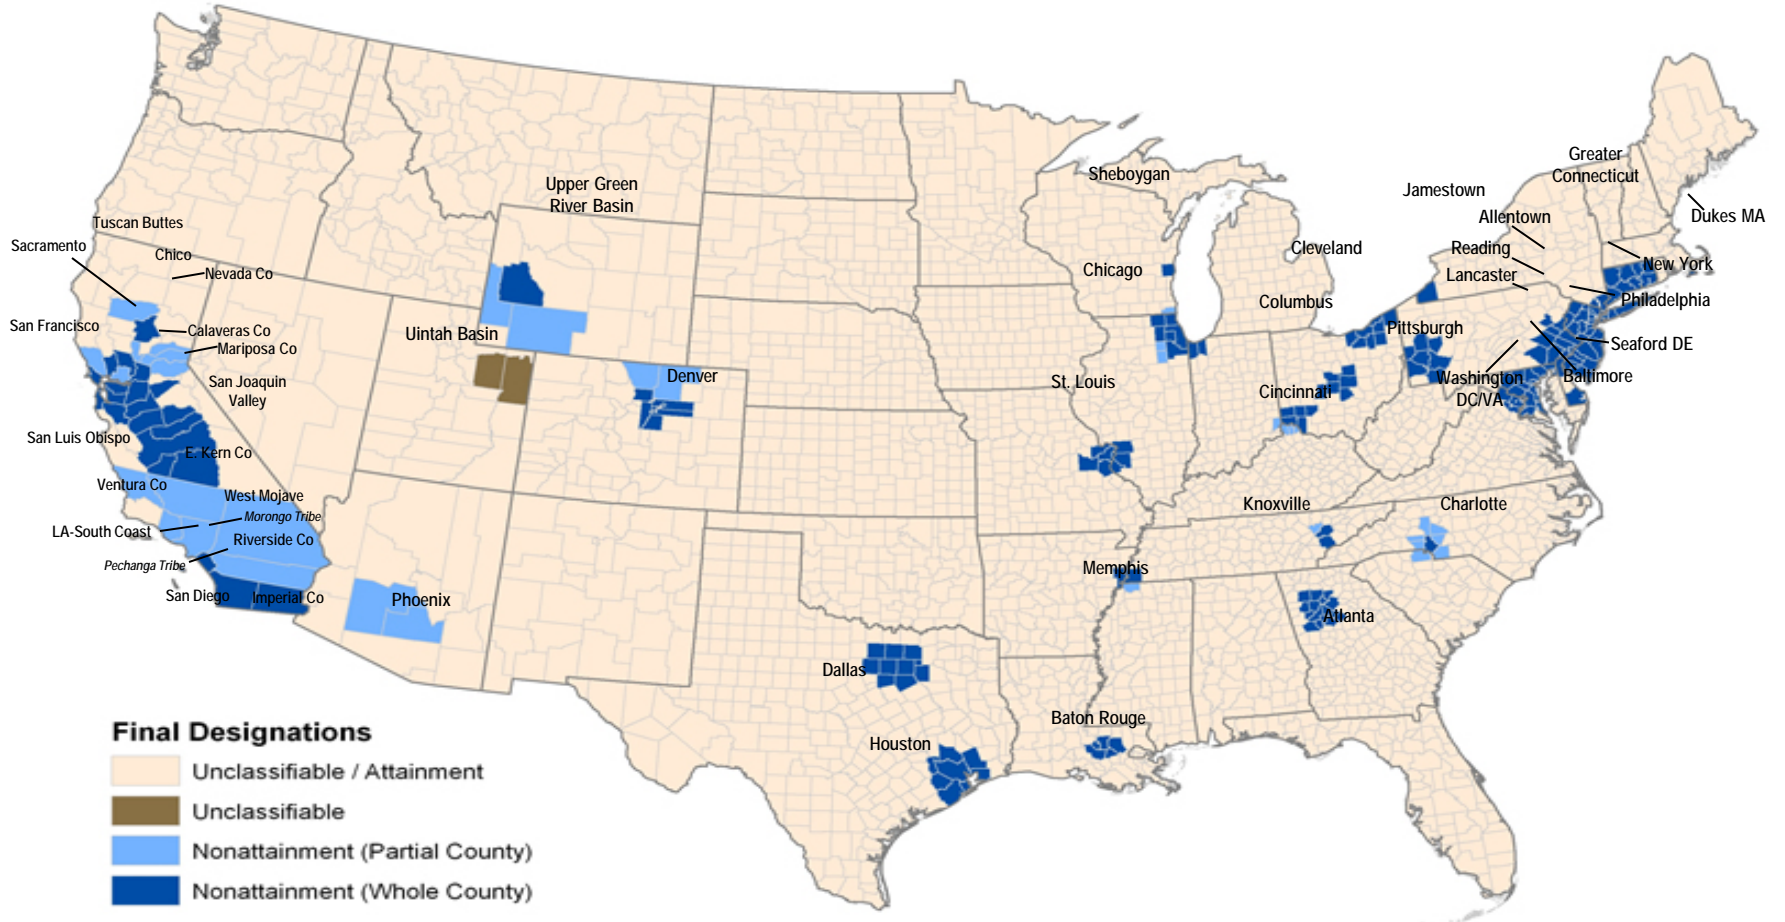 Sheboygan
Greater
Connecticut
Upper Green
River Basin
Jamestown
Dukes MA
Allentown
Tuscan Buttes
Sacramento
Chico
Nevada Co
Reading
Cleveland
New York
Chicago
Lancaster
Philadelphia
Columbus
San Francisco
Calaveras Co
Uintah Basin
Pittsburgh
Mariposa Co
Seaford DE
San Joaquin
Valley
Denver
St. Louis
Cincinnati
Washington
DC/VA
Baltimore
San Luis Obispo
E. Kern Co
Ventura Co
West Mojave
Morongo Tribe
LA-South Coast
Riverside Co
Pechanga Tribe
San Diego
Imperial Co
Phoenix
Knoxville
Charlotte
Memphis
Atlanta
Dallas
Baton Rouge
Houston
Final Designations
Unclassifiable / Attainment
Unclassifiable
Nonattainment (Partial County)
Nonattainment (Whole County)